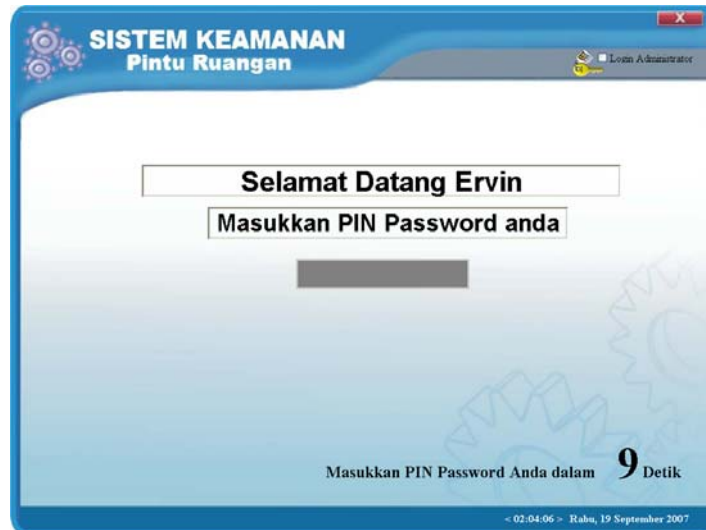 SISTEM KEAMANAN
Pintu Ruangan
X
Login Administrator
Selamat Datang Ervin
Masukkan PIN Password anda
Masukkan PIN Password Anda dalam 9 Detik
< 02:04:06 > Rabu, 19 September 2007